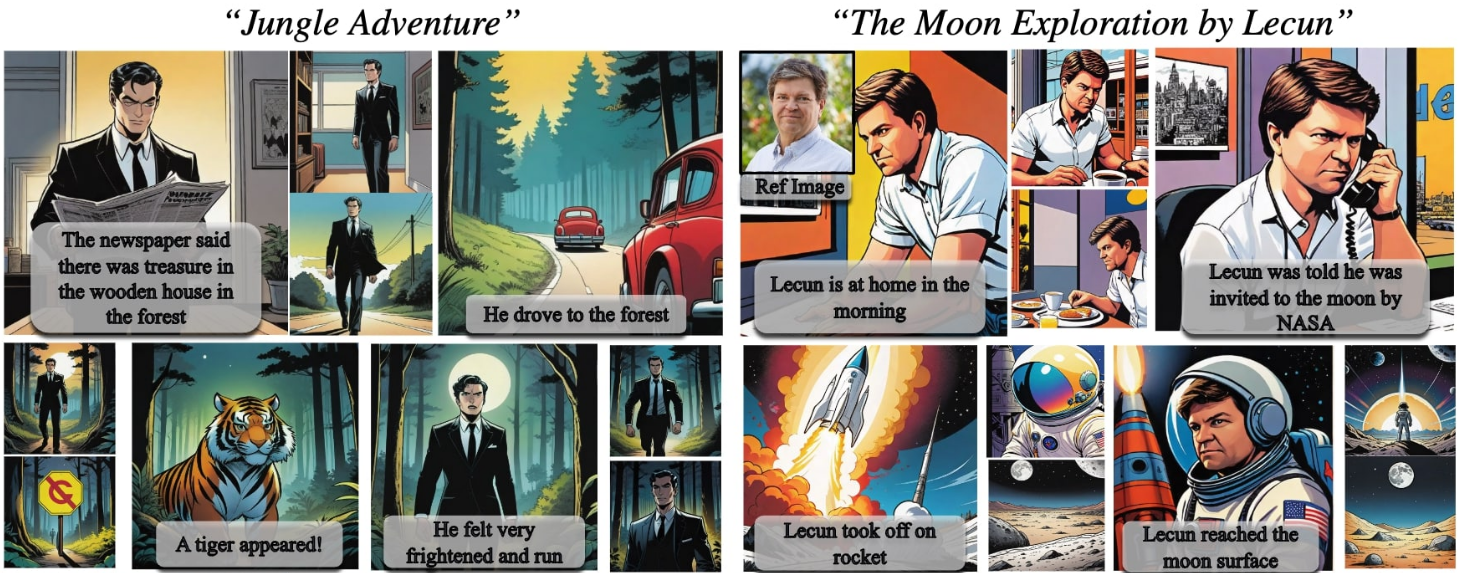 “Jungle Adventure”
The newspaper said
there was treasure in
the wooden house in
the forest
He drove to the forest
A tiger appeared!
He felt very
frightened and run
“The Moon Exploration by Lecun”
Ref Image
Lecun is at home in the
morning
Lecun was told he was
invited to the moon by
NASA
Lecun took off on
rocket
Lecun reached the
moon surface